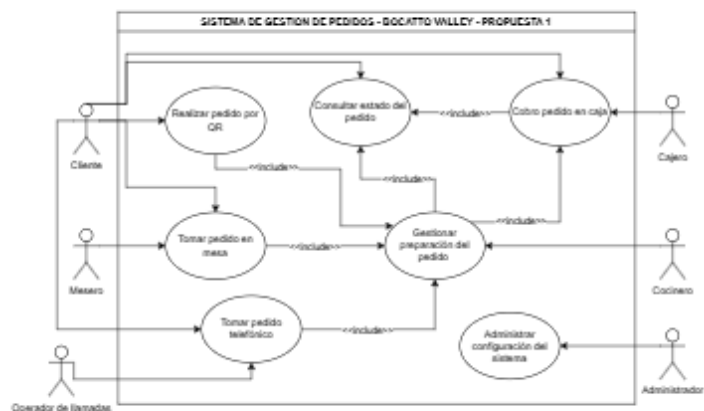 SISTEMA DE GESTION DE PEDIDOS - BOCATTO VALLEY - PROPUESTA 1
Realizar pedido por
QR
Consultar estado del
pedido
<<include>>
Cobro pedido en caja
Cliente
Cajero
<<include>>
<<include>>
<<include>>
Tomar pedido en
mesa
<<include>>
Gestionar
preparación del
pedido
Mesero
Cocinero
Tomar pedido
telefónico
<<include>>
Administrar
configuración del
sistema
Operador de llamadas
Administrador